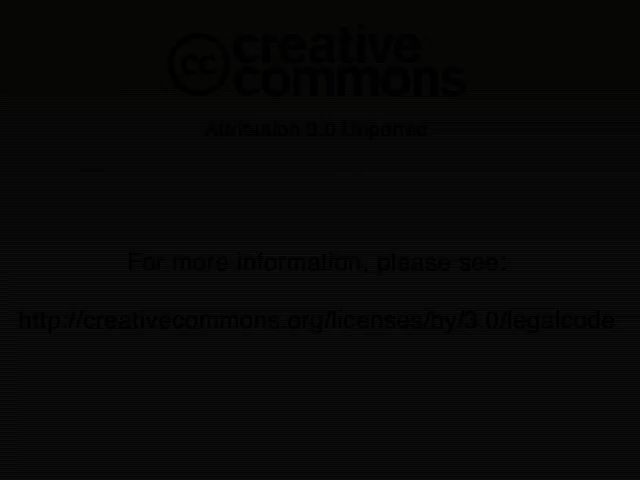 cc creative
commons
Attribution 3.0 Unported
For more information, please see:
http://creativecommons.org/licenses/by/3.0/legalcode